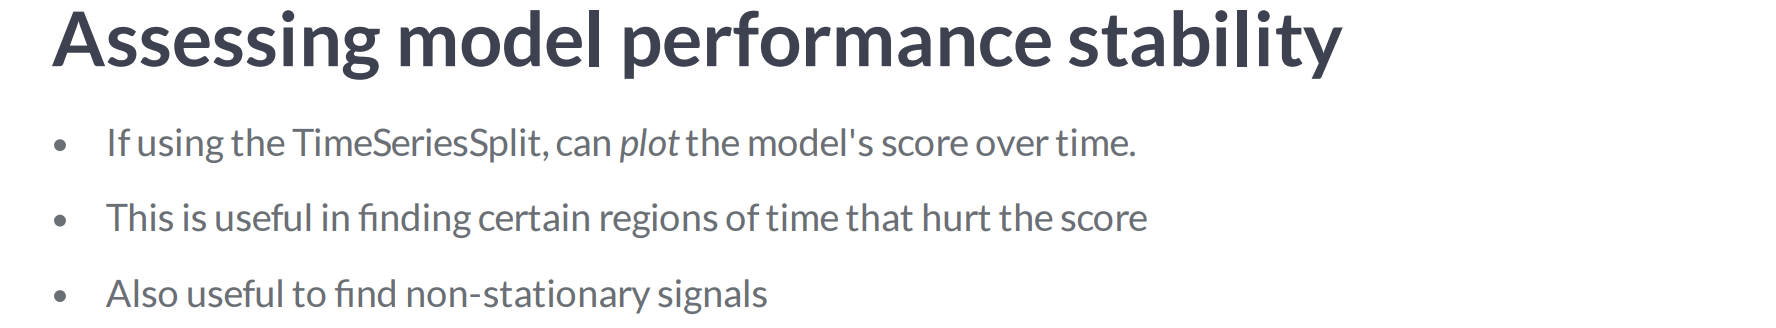 Assessing model performance stability
• If using the TimeSeriesSplit, can plot the model's score over time.
• This is useful in finding certain regions of time that hurt the score
• Also useful to find non-stationary signals